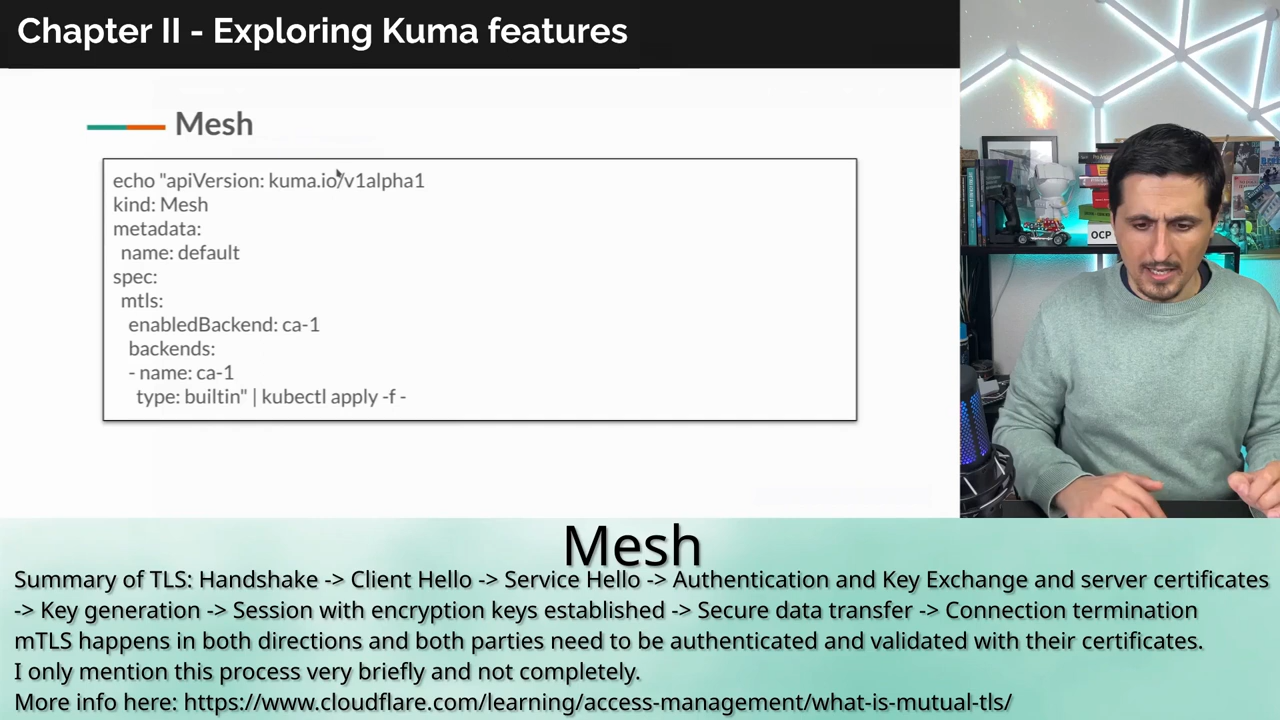 Chapter II - Exploring Kuma features
Mesh
echo "apiVersion: kuma.io/v1alpha1
kind: Mesh
metadata:
name: default
spec:
mtls:
enabledBackend: ca-1
backends:
- name: ca-1
type: builtin" | kubectl apply -f -
OCP
Mesh
Summary of TLS: Handshake -> Client Hello -> Service Hello -> Authentication and Key Exchange and server certificates
-> Key generation -> Session with encryption keys established -> Secure data transfer -> Connection termination
mTLS happens in both directions and both parties need to be authenticated and validated with their certificates.
I only mention this process very briefly and not completely.
More info here: https://www.cloudflare.com/learning/access-management/what-is-mutual-tls/